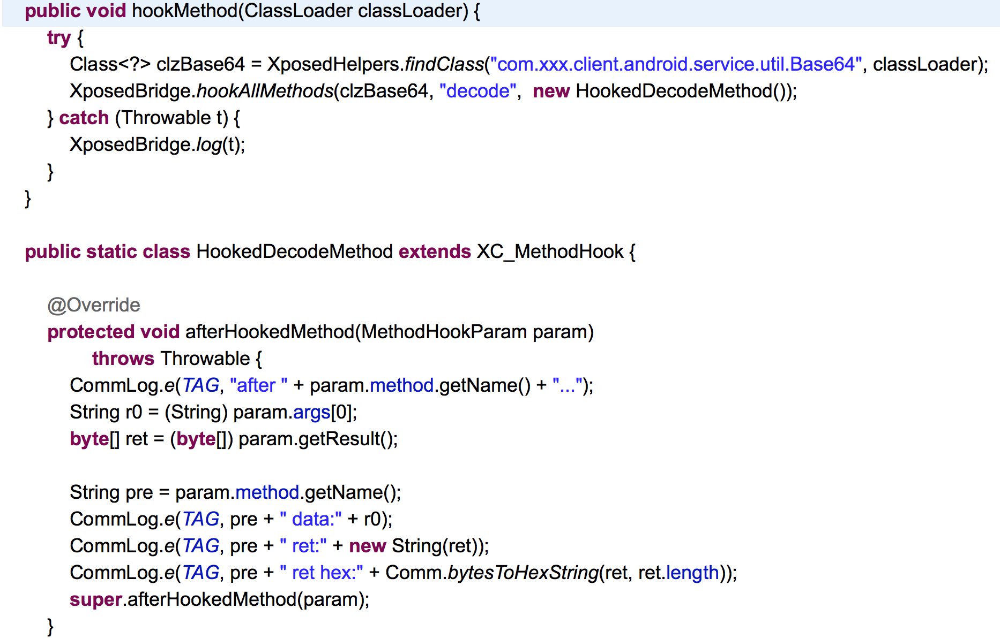 public void hookMethod(ClassLoader classLoader) {
try {
Class<?> clzBase64 = XposedHelpers.findClass("com.xxx.client.android.service.util.Base64", classLoader);
XposedBridge.hookAllMethods(clzBase64, "decode",  new HookedDecodeMethod());
} catch (Throwable t) {
XposedBridge.log(t);
}
}
public static class HookedDecodeMethod extends XC_MethodHook {
@Override
protected void afterHookedMethod(MethodHookParam param)
throws Throwable {
CommLog.e(TAG, "after " + param.method.getName() + "...");
String r0 = (String) param.args[0];
byte[] ret = (byte[]) param.getResult();
String pre = param.method.getName();
CommLog.e(TAG, pre + " data:" + r0);
CommLog.e(TAG, pre + " ret:" + new String(ret));
CommLog.e(TAG, pre + " ret hex:" + Comm.bytesToHexString(ret, ret.length));
super.afterHookedMethod(param);
}